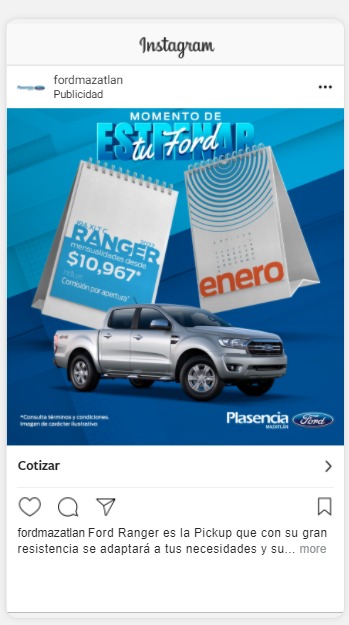 Instagram
fordmazatlan
Publicidad
MOMENTO DE
ESTRENAR
tu Ford
RANGER
mensualidades desde
$10,967*
Incluye
Comisión por apertura*
enero
*Consulta términos y condiciones.
Imagen de carácter ilustrativo.
Plasencia
MAZATLÁN
Ford
Cotizar
fordmazatlan Ford Ranger es la Pickup que con su gran
resistencia se adaptará a tus necesidades y su... more